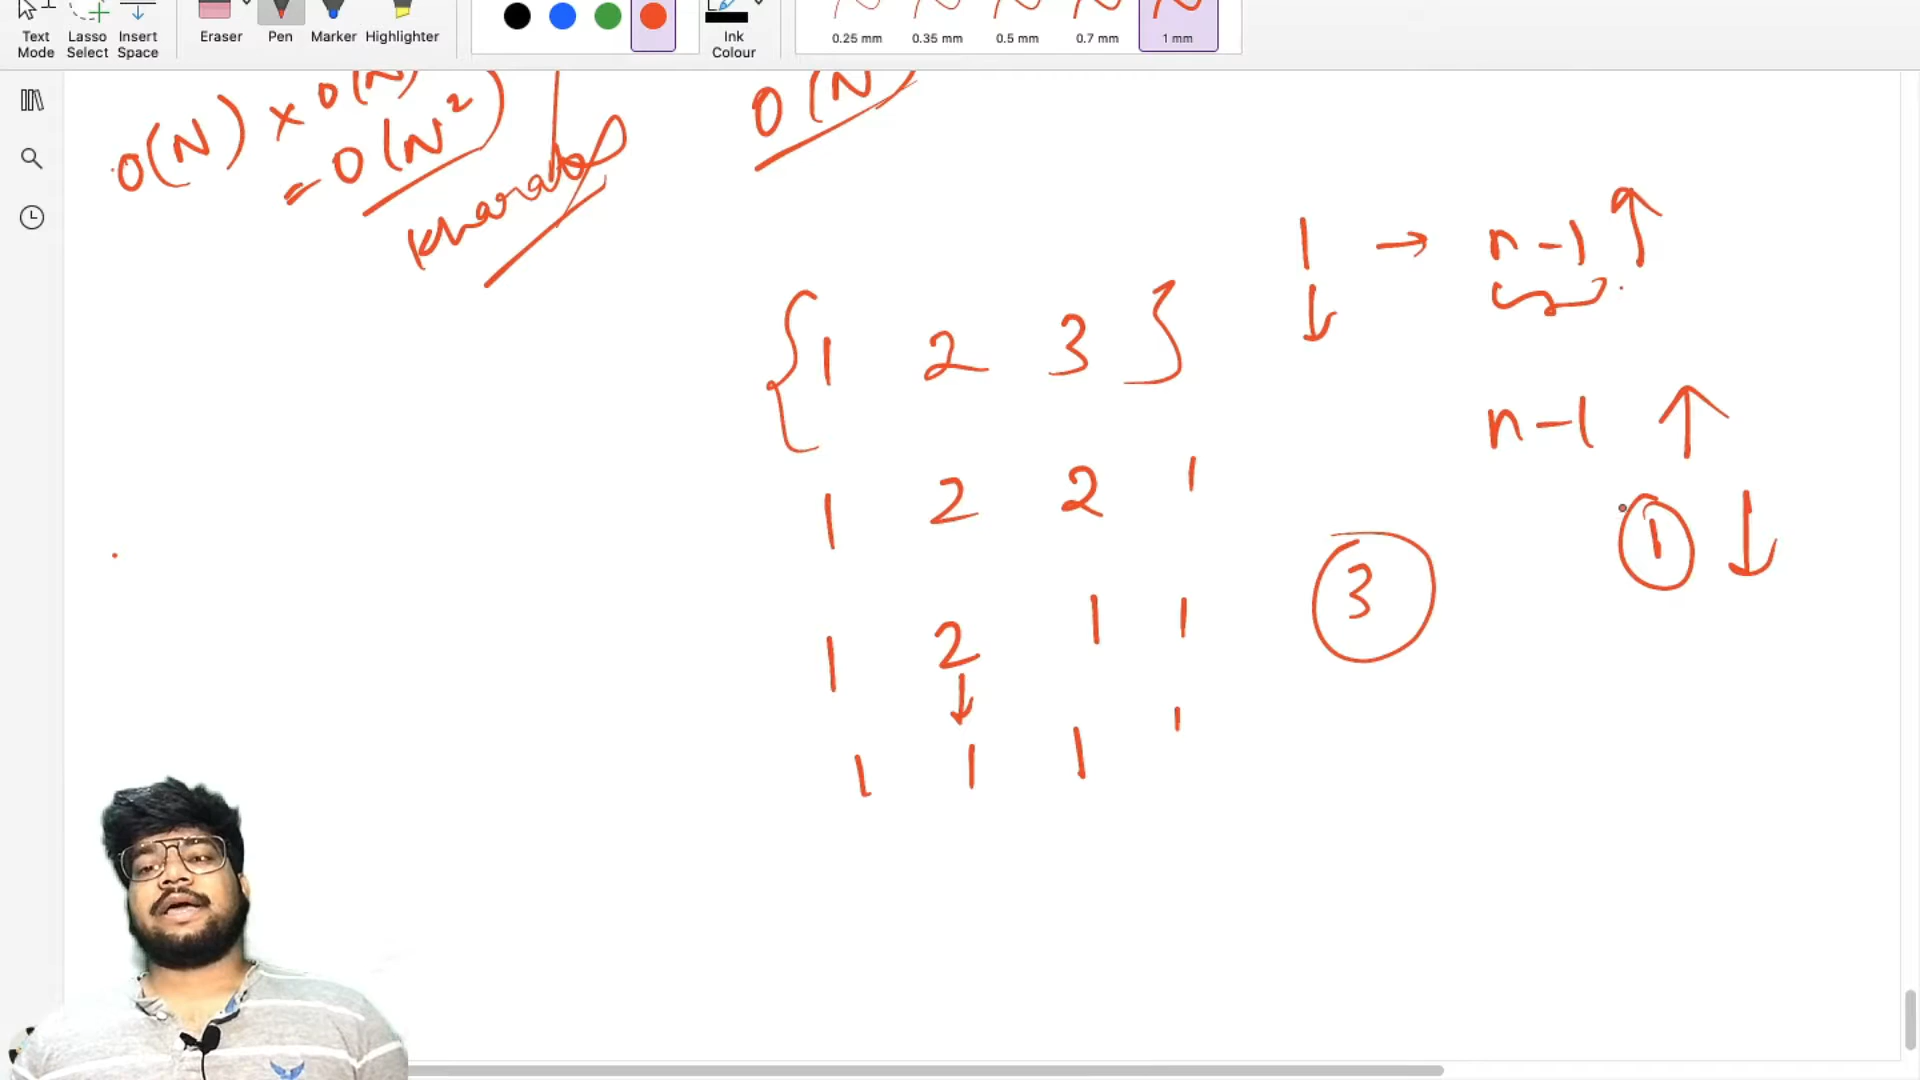 Text Mode
Lasso Select
Insert Space
Eraser
Pen
Marker
Highlighter
Ink Colour
0.25 mm
0.35 mm
0.5 mm
0.7 mm
1 mm
O(N) × O(N)
= O(N²)
kharab
O(N)
1 → n-1 ↑
↓
{ 1 2 3 }
n-1 ↑
1 2 2 1
① ↓
③
1 2 1 1
↓
1 1 1 1